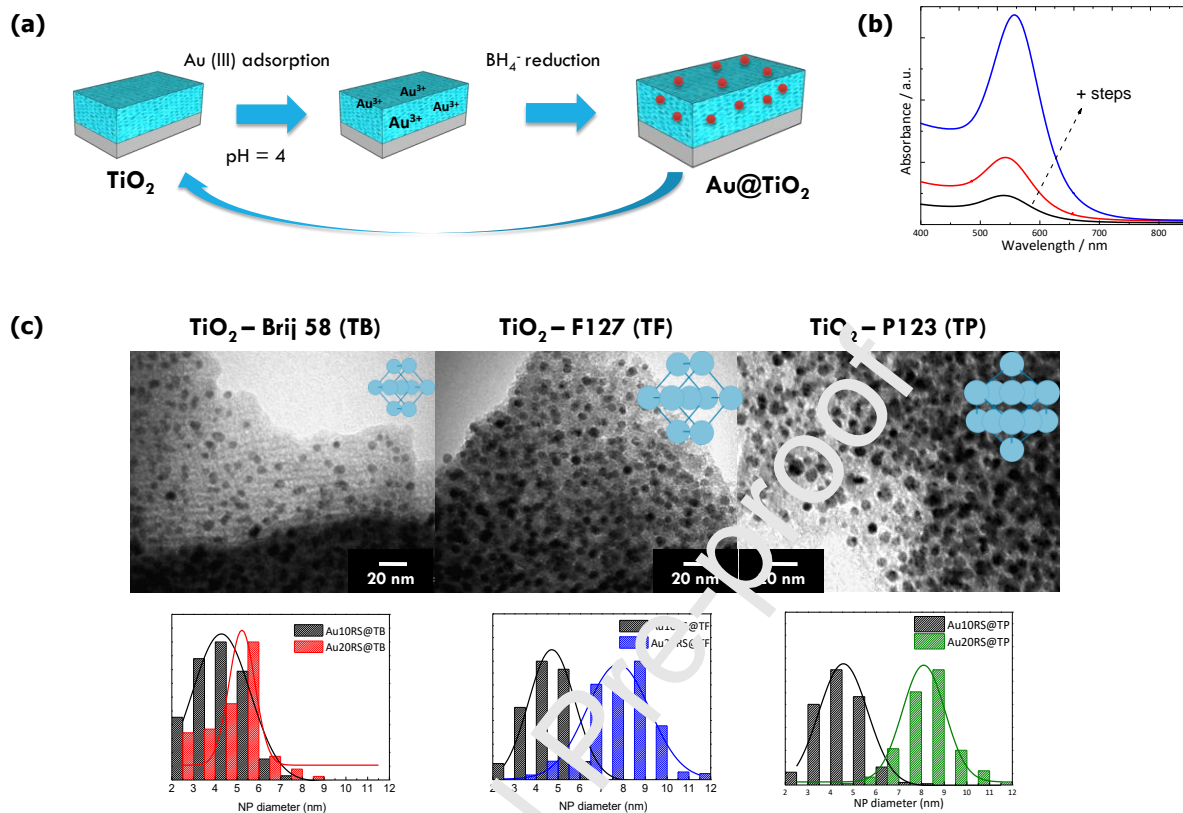 (a)
Au (III) adsorption
BH₄⁻ reduction
Au³⁺
Au³⁺
Au³⁺
Au³⁺
pH = 4
TiO₂
Au@TiO₂
(b)
Absorbance / a.u.
+ steps
400 500 600 700 800
Wavelength / nm
(c)
TiO₂ – Brij 58 (TB)
TiO₂ – F127 (TF)
TiO₂ – P123 (TP)
20 nm
20 nm
20 nm
Pre-proof
Au10RS@TB
Au20RS@TB
2 3 4 5 6 7 8 9 10 11 12
NP diameter (nm)
2 3 4 5 6 7 8 9 10 11 12
NP diameter (nm)
Au10RS@TP
Au20RS@TP
2 3 4 5 6 7 8 9 10 11 12
NP diameter (nm)